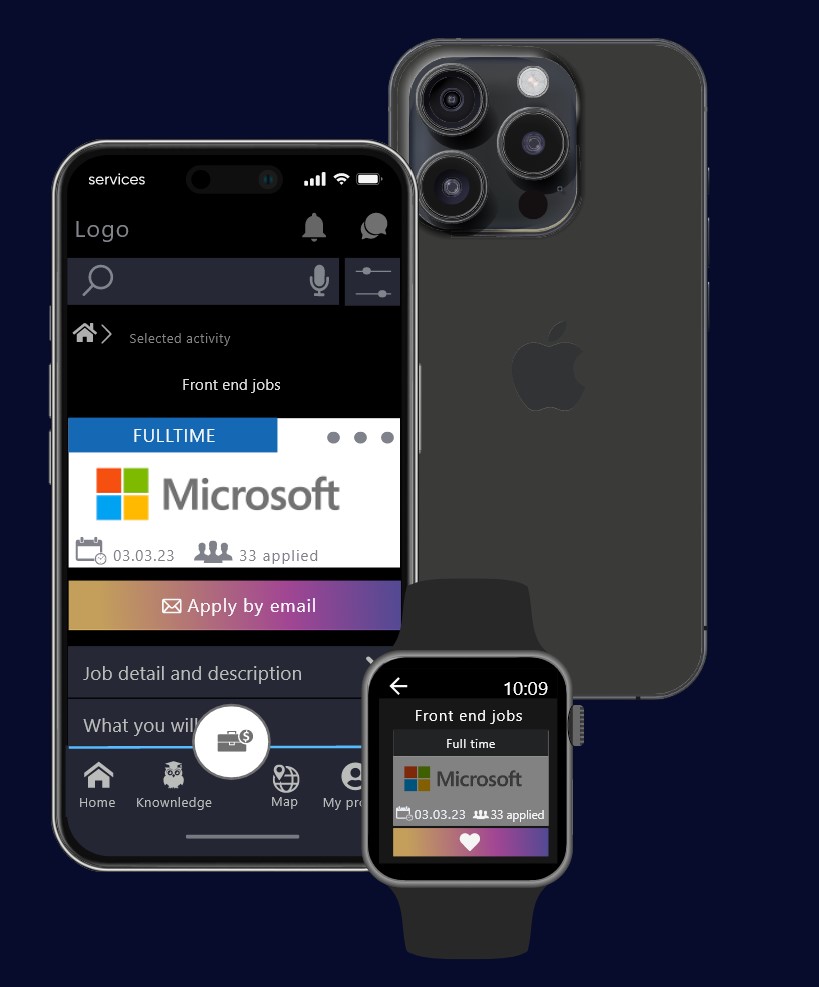 services
Logo
Selected activity
Front end jobs
FULLTIME
Microsoft
03.03.23 33 applied
Apply by email
Job detail and description
What you will
$
Home Knownledge Map My pro
10:09
Front end jobs
Full time
Microsoft
03.03.23 33 applied